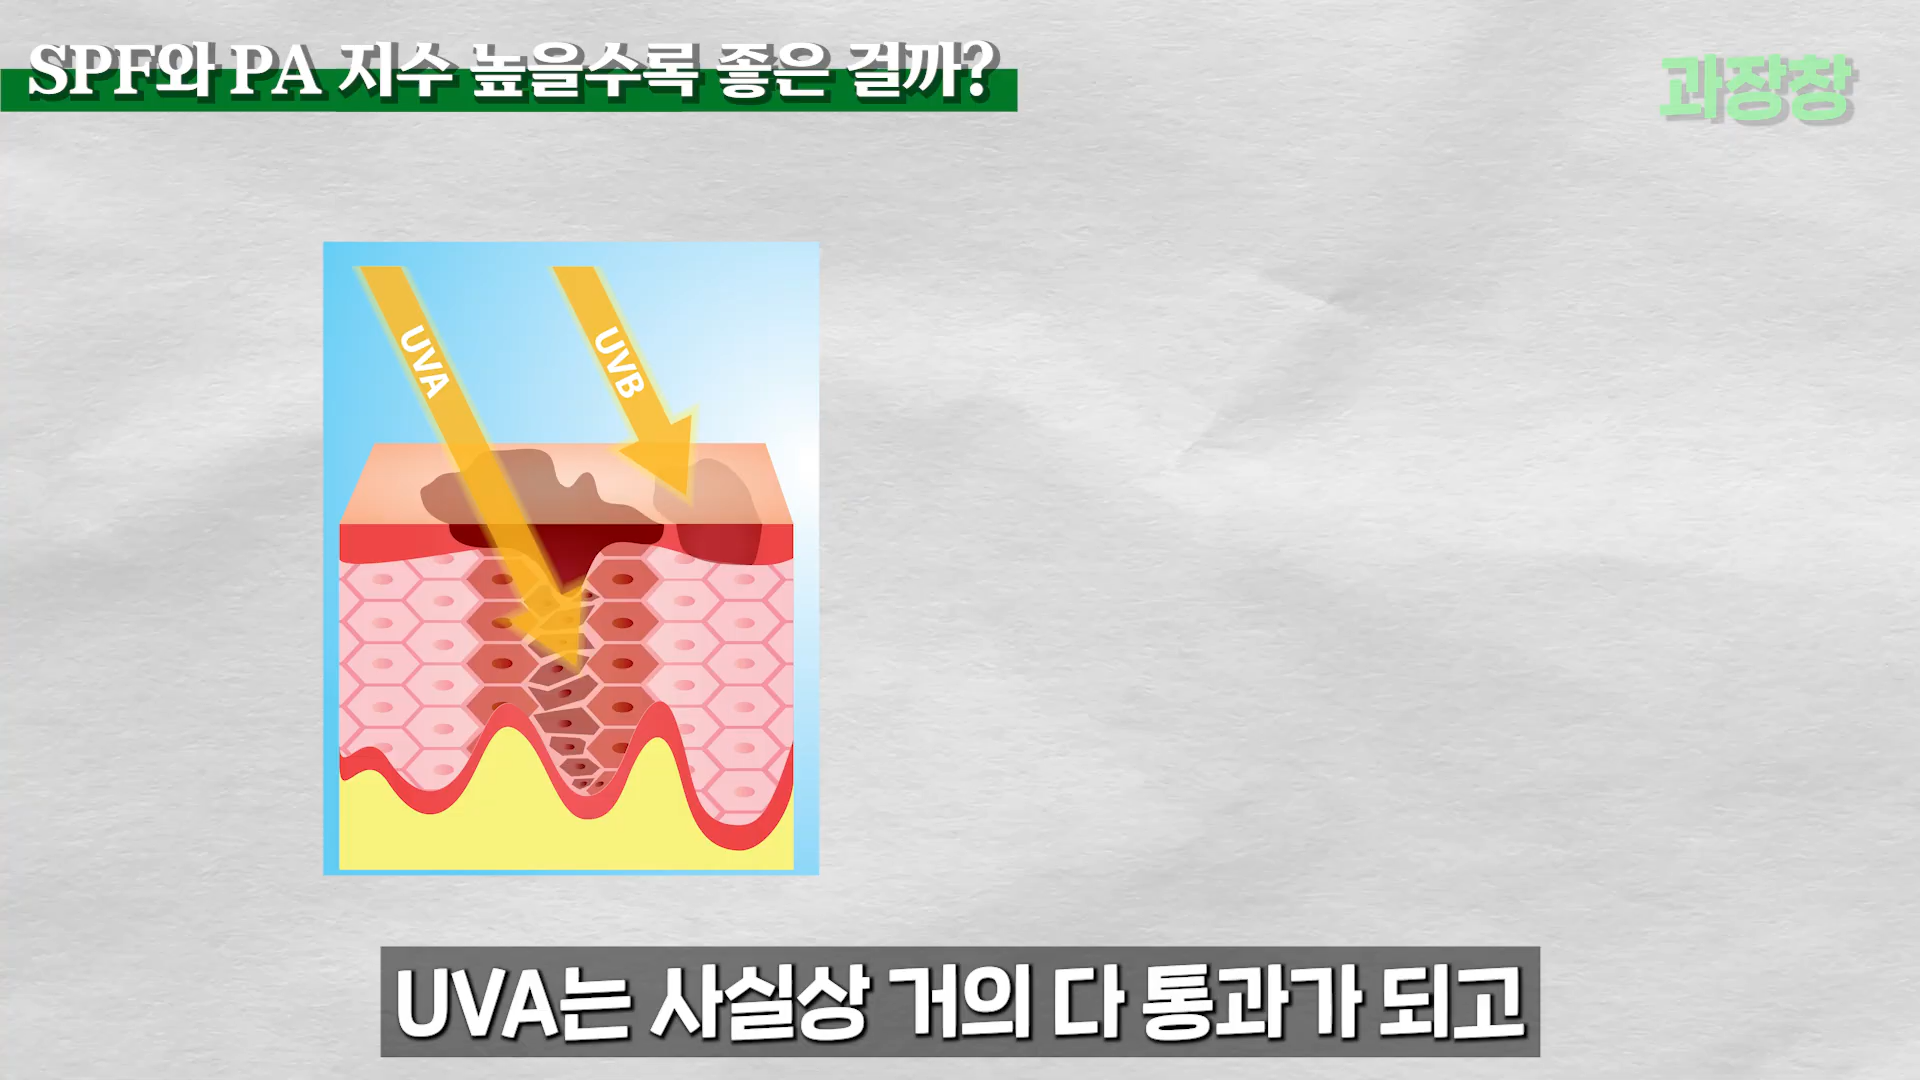 SPF와 PA 지수 높을수록 좋은 걸까?
과장창
UVA
UVB
UVA는 사실상 거의 다 통과가 되고